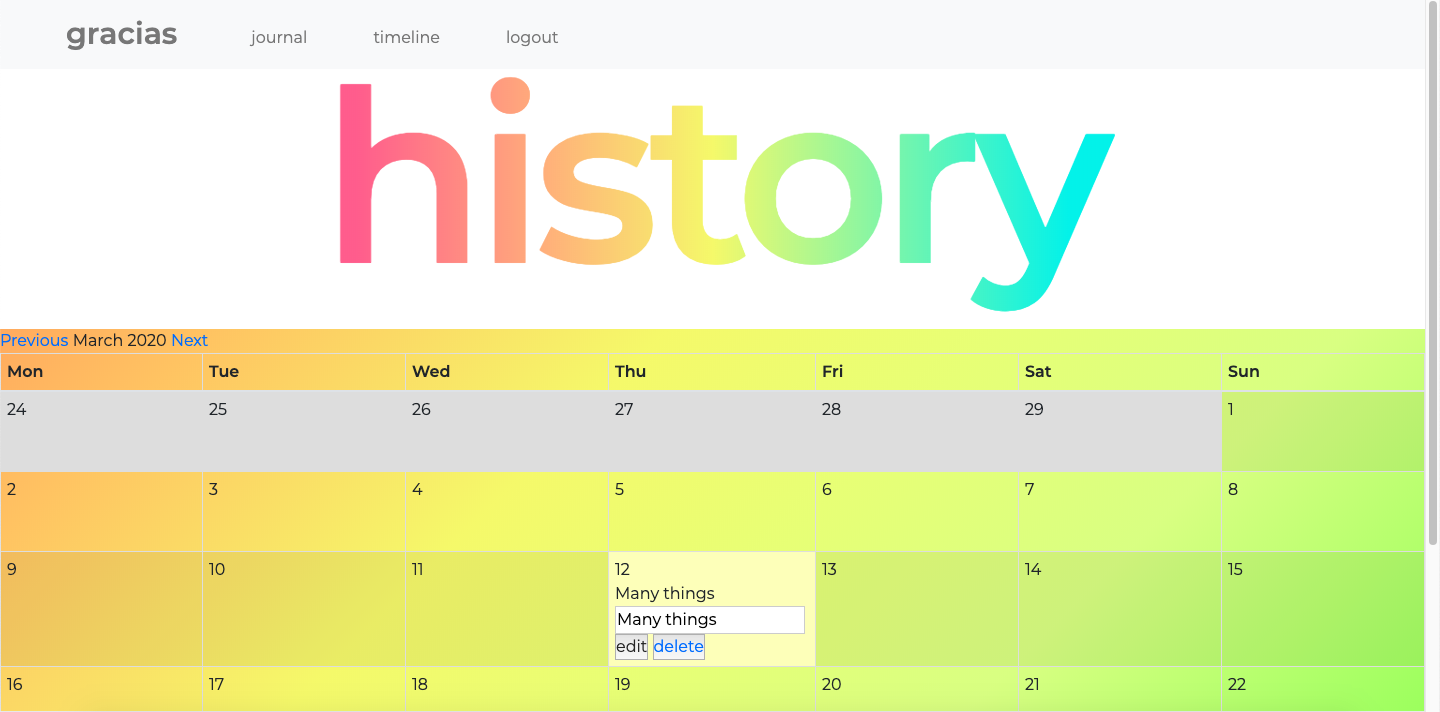 gracias journal timeline logout
history
Previous March 2020 Next
Mon Tue Wed Thu Fri Sat Sun
24 25 26 27 28 29 1
2 3 4 5 6 7 8
9 10 11 12 13 14 15
Many things
Many things
edit delete
16 17 18 19 20 21 22